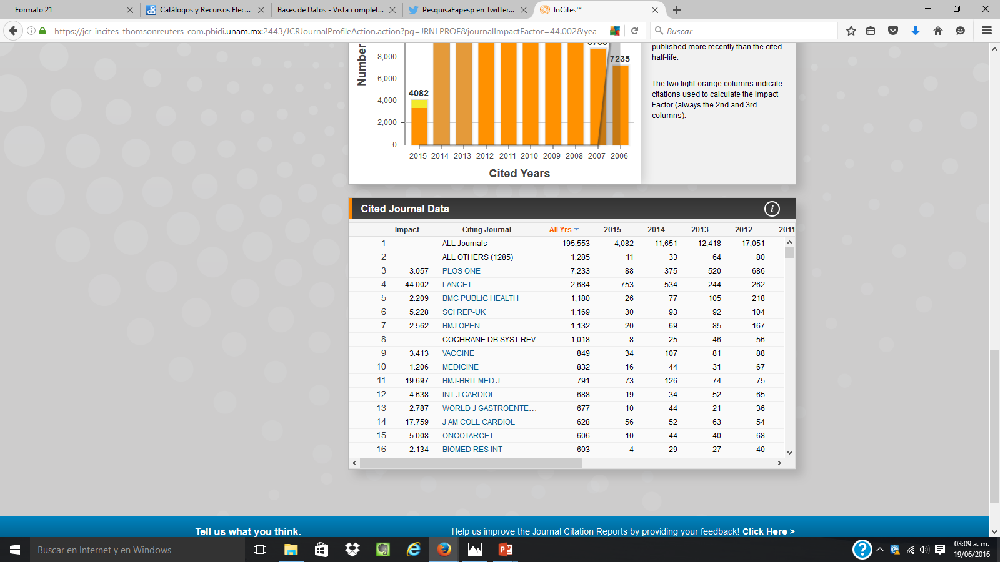 Formato 21
Catálogos y Recursos Elec...
Bases de Datos - Vista complet...
PesquisaFapesp en Twitter...
InCites™
https://jcr-incites-thomsonreuters-com.pbidi.unam.mx:2443/JCRJournalProfileAction.action?pg=JRNLPROF&journalImpactFactor=44.002&yea
Buscar
Number
8,000
6,000
4,000
2,000
0
4082
7235
2015 2014 2013 2012 2011 2010 2009 2008 2007 2006
Cited Years
published more recently than the cited
half-life.
The two light-orange columns indicate
citations used to calculate the Impact
Factor (always the 2nd and 3rd
columns).
Cited Journal Data
Impact Citing Journal All Yrs 2015 2014 2013 2012 2011
1 ALL Journals 195,553 4,082 11,651 12,418 17,051
2 ALL OTHERS (1285) 1,285 11 33 64 80
3 3.057 PLOS ONE 7,233 88 375 520 686
4 44.002 LANCET 2,684 753 534 244 262
5 2.209 BMC PUBLIC HEALTH 1,180 26 77 105 218
6 5.228 SCI REP-UK 1,169 30 93 92 104
7 2.562 BMJ OPEN 1,132 20 69 85 167
8 COCHRANE DB SYST REV 1,018 8 25 46 56
9 3.413 VACCINE 849 34 107 81 88
10 1.206 MEDICINE 832 16 44 31 67
11 19.697 BMJ-BRIT MED J 791 73 126 74 75
12 4.638 INT J CARDIOL 688 19 34 52 65
13 2.787 WORLD J GASTROENTE... 677 10 44 21 36
14 17.759 J AM COLL CARDIOL 628 56 52 63 54
15 5.008 ONCOTARGET 606 10 44 40 68
16 2.134 BIOMED RES INT 603 4 29 27 40
Tell us what you think.
Help us improve the Journal Citation Reports by providing your feedback! Click Here >
Buscar en Internet y en Windows
03:09 a. m.
19/06/2016